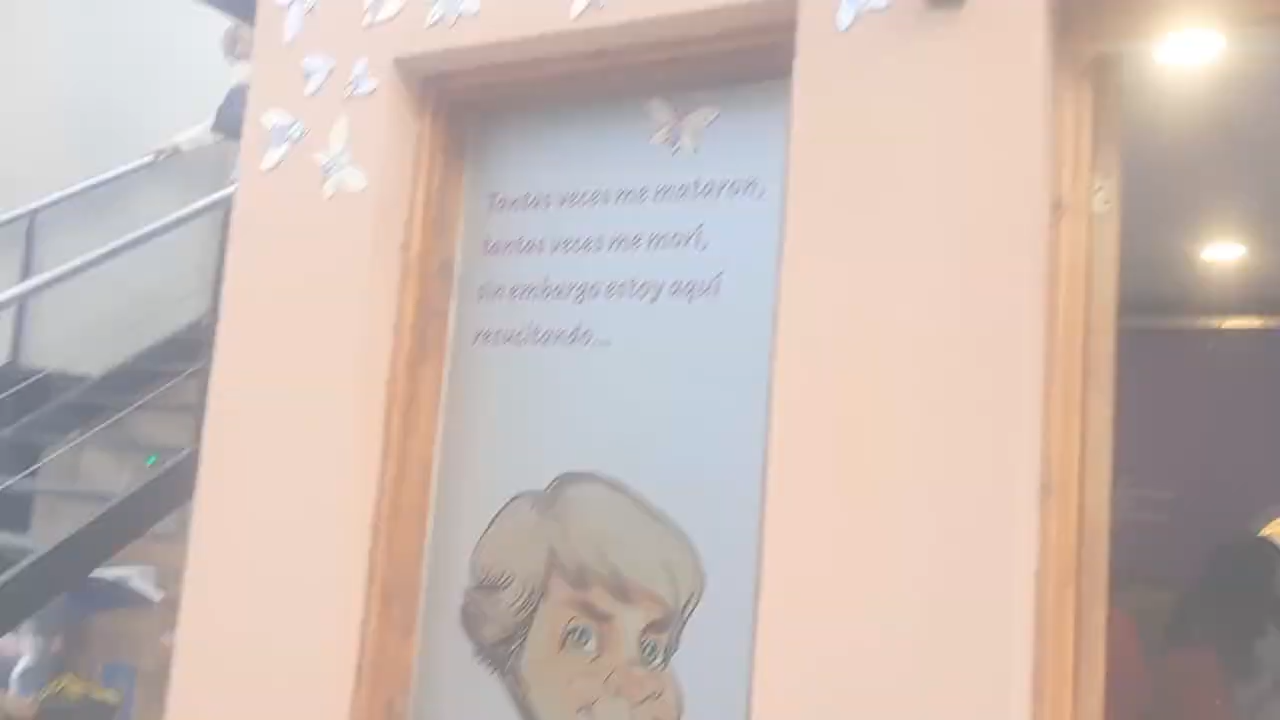 Tantas veces me mataron,
tantas veces me morí,
sin embargo estoy aquí
resucitando...